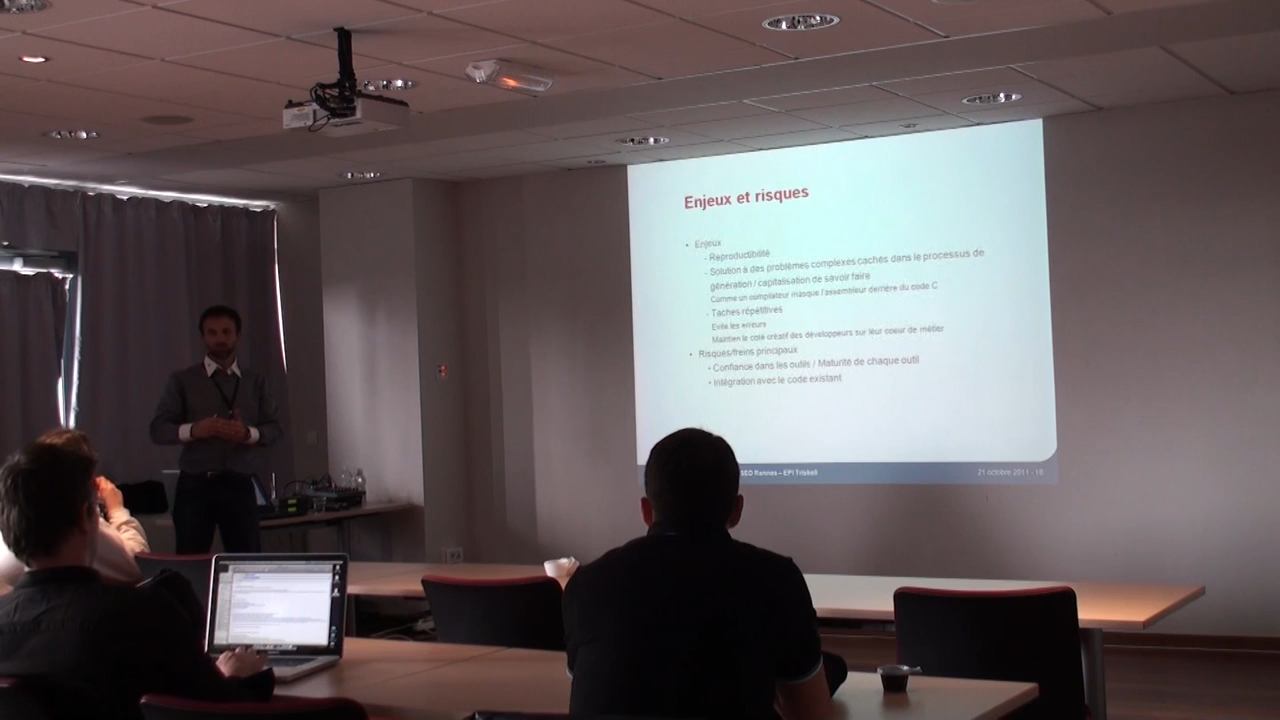 Enjeux et risques
• Enjeux
- Reproductibilité
- Solution à des problèmes complexes cachés dans le processus de
génération / capitalisation de savoir faire
Comme un compilateur masque l'assembleur derrière du code C
- Taches répétitives
Evite les erreurs
Maintien le coté créatif des développeurs sur leur coeur de métier
• Risques/freins principaux
• Confiance dans les outils / Maturité de chaque outil
• Intégration avec le code existant
SED Rennes – EPI Triskell
21 octobre 2011 - 18